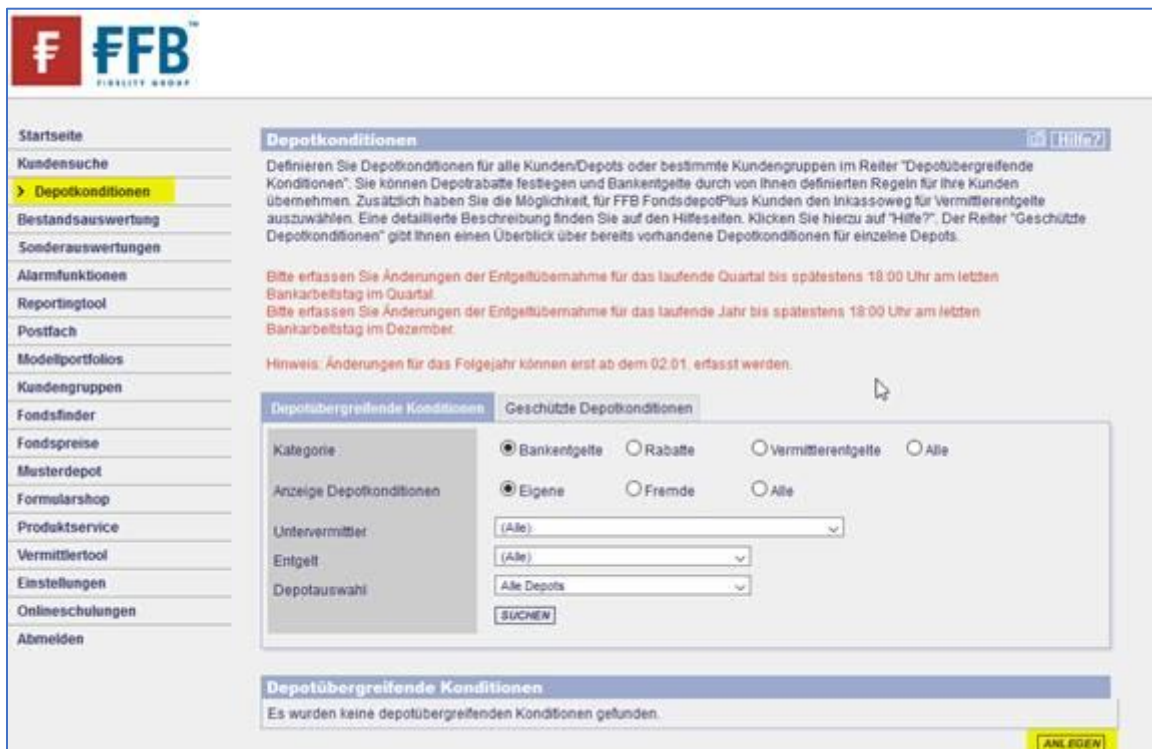 F FFB™
FIDELITY GROUP
Startseite
Kundensuche
> Depotkonditionen
Bestandsauswertung
Sonderauswertungen
Alarmfunktionen
Reportingtool
Postfach
Modellportfolios
Kundengruppen
Fondsfinder
Fondspreise
Musterdepot
Formularshop
Produktservice
Vermittlertool
Einstellungen
Onlineschulungen
Abmelden
Depotkonditionen [Hilfe?]
Definieren Sie Depotkonditionen für alle Kunden/Depots oder bestimmte Kundengruppen im Reiter "Depotübergreifende
Konditionen". Sie können Depotrabatte festlegen und Bankentgelte durch von Ihnen definierten Regeln für Ihre Kunden
übernehmen. Zusätzlich haben Sie die Möglichkeit, für FFB FondsdepotPlus Kunden den Inkassoweg für Vermittlerentgelte
auszuwählen. Eine detaillierte Beschreibung finden Sie auf den Hilfeseiten. Klicken Sie hierzu auf "Hilfe?". Der Reiter "Geschützte
Depotkonditionen" gibt Ihnen einen Überblick über bereits vorhandene Depotkonditionen für einzelne Depots.
Bitte erfassen Sie Änderungen der Entgeltübernahme für das laufende Quartal bis spätestens 18:00 Uhr am letzten
Bankarbeitstag im Quartal.
Bitte erfassen Sie Änderungen der Entgeltübernahme für das laufende Jahr bis spätestens 18:00 Uhr am letzten
Bankarbeitstag im Dezember.
Hinweis: Änderungen für das Folgejahr können erst ab dem 02.01. erfasst werden.
Depotübergreifende Konditionen Geschützte Depotkonditionen
Kategorie Bankentgelte Rabatte Vermittlerentgelte Alle
Anzeige Depotkonditionen Eigene Fremde Alle
Untervermittler (Alle)
Entgelt (Alle)
Depotauswahl Alle Depots
SUCHEN
Depotübergreifende Konditionen
Es wurden keine depotübergreifenden Konditionen gefunden.
ANLEGEN